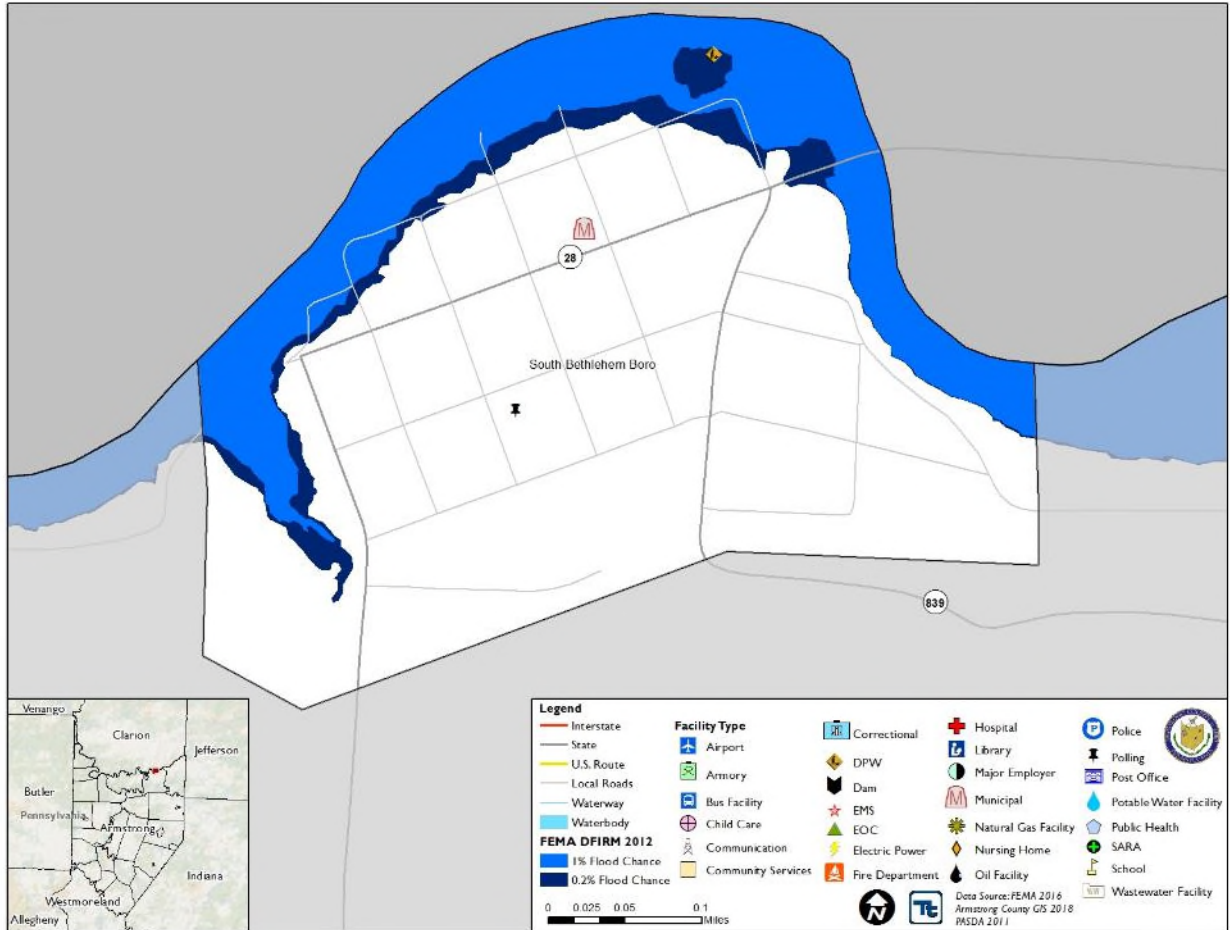 28
South Bethlehem Boro
839
Venango
Clarion
Jefferson
Butler
Pennsylvania
Armstrong
Indiana
Westmoreland
Allegheny
Legend
Interstate
State
U.S. Route
Local Roads
Waterway
Waterbody
FEMA DFIRM 2012
1% Flood Chance
0.2% Flood Chance
0 0.025 0.05 0.1
Miles
Facility Type
Airport
Armory
Bus Facility
Child Care
Communication
Community Services
Correctional
DPW
Dam
EMS
EOC
Electric Power
Fire Department
Hospital
Library
Major Employer
M Municipal
Natural Gas Facility
Nursing Home
Oil Facility
P Police
Polling
Post Office
Potable Water Facility
Public Health
SARA
School
WW Wastewater Facility
N
Tt
Data Source: FEMA 2016
Armstrong County GIS 2018
PASDA 2011
M